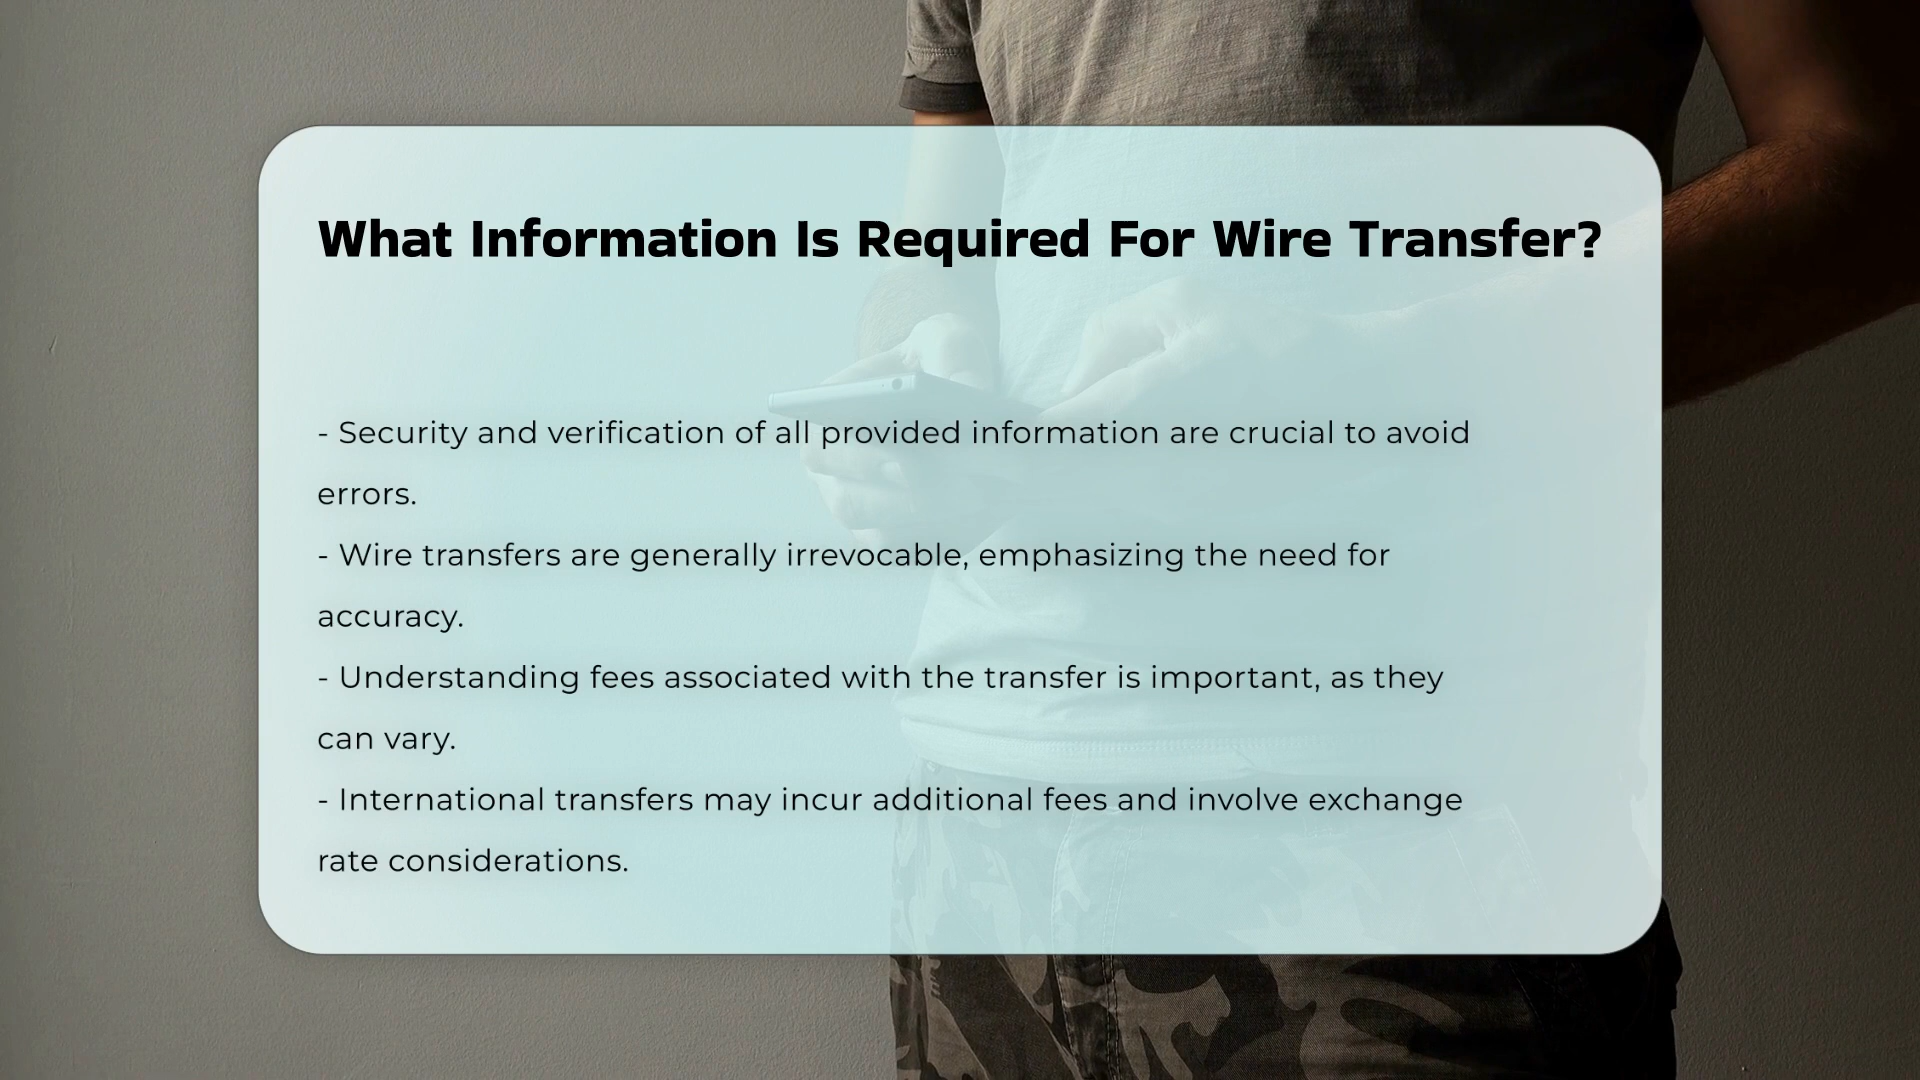 What Information Is Required For Wire Transfer?
- Security and verification of all provided information are crucial to avoid
errors.
- Wire transfers are generally irrevocable, emphasizing the need for
accuracy.
- Understanding fees associated with the transfer is important, as they
can vary.
- International transfers may incur additional fees and involve exchange
rate considerations.